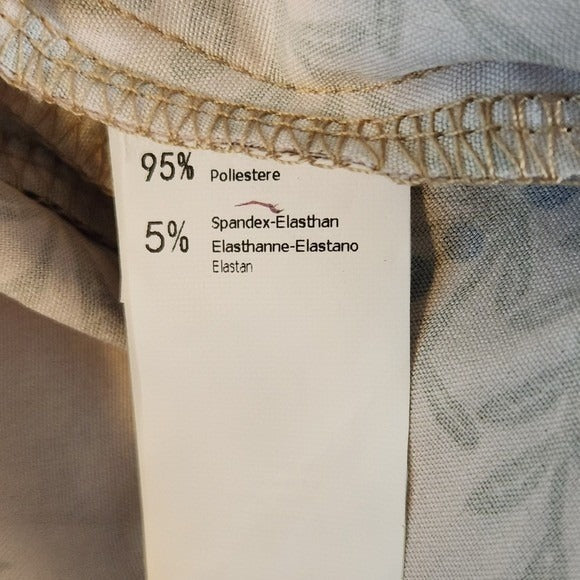 95% Poliestere
5% Spandex-Elasthan
Elasthanne-Elastano
Elastan